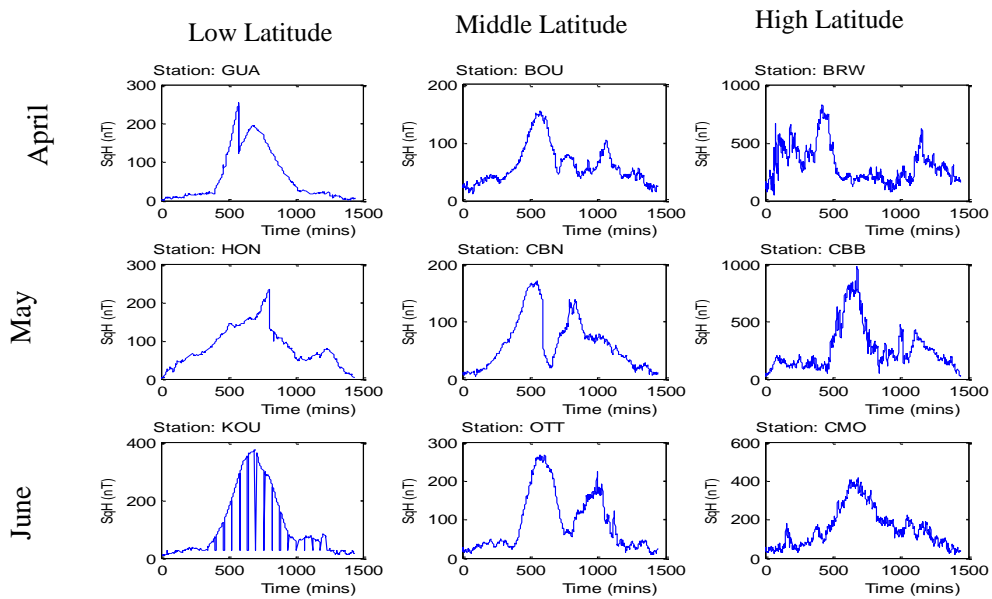 Low Latitude
Middle Latitude
High Latitude
April
Station: GUA
SqH (nT)
300
200
100
0
0 500 1000 1500
Time (mins)
Station: BOU
SqH (nT)
200
100
0
0 500 1000 1500
Time (mins)
Station: BRW
SqH (nT)
1000
500
0
0 500 1000 1500
Time (mins)
May
Station: HON
SqH (nT)
300
200
100
0
0 500 1000 1500
Time (mins)
Station: CBN
SqH (nT)
200
100
0
0 500 1000 1500
Time (mins)
Station: CBB
SqH (nT)
1000
500
0
0 500 1000 1500
Time (mins)
June
Station: KOU
SqH (nT)
400
200
0
0 500 1000 1500
Time (mins)
Station: OTT
SqH (nT)
300
200
100
0
0 500 1000 1500
Time (mins)
Station: CMO
SqH (nT)
600
400
200
0
0 500 1000 1500
Time (mins)